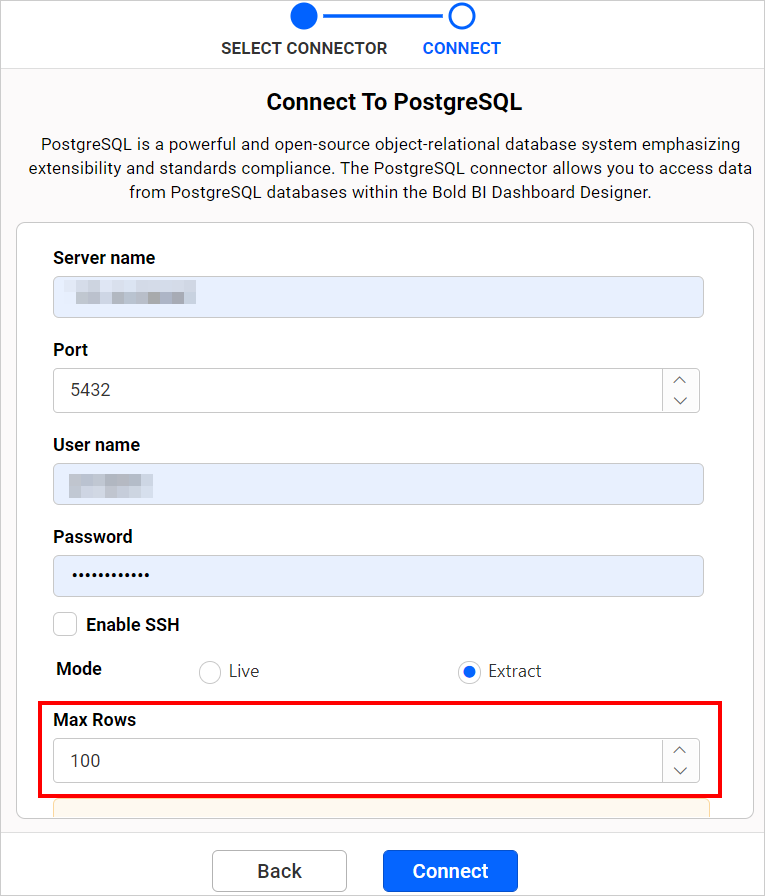 SELECT CONNECTOR CONNECT
Connect To PostgreSQL
PostgreSQL is a powerful and open-source object-relational database system emphasizing
extensibility and standards compliance. The PostgreSQL connector allows you to access data
from PostgreSQL databases within the Bold BI Dashboard Designer.
Server name
Port
5432
User name
Password
••••••••••••
Enable SSH
Mode Live Extract
Max Rows
100
Back Connect